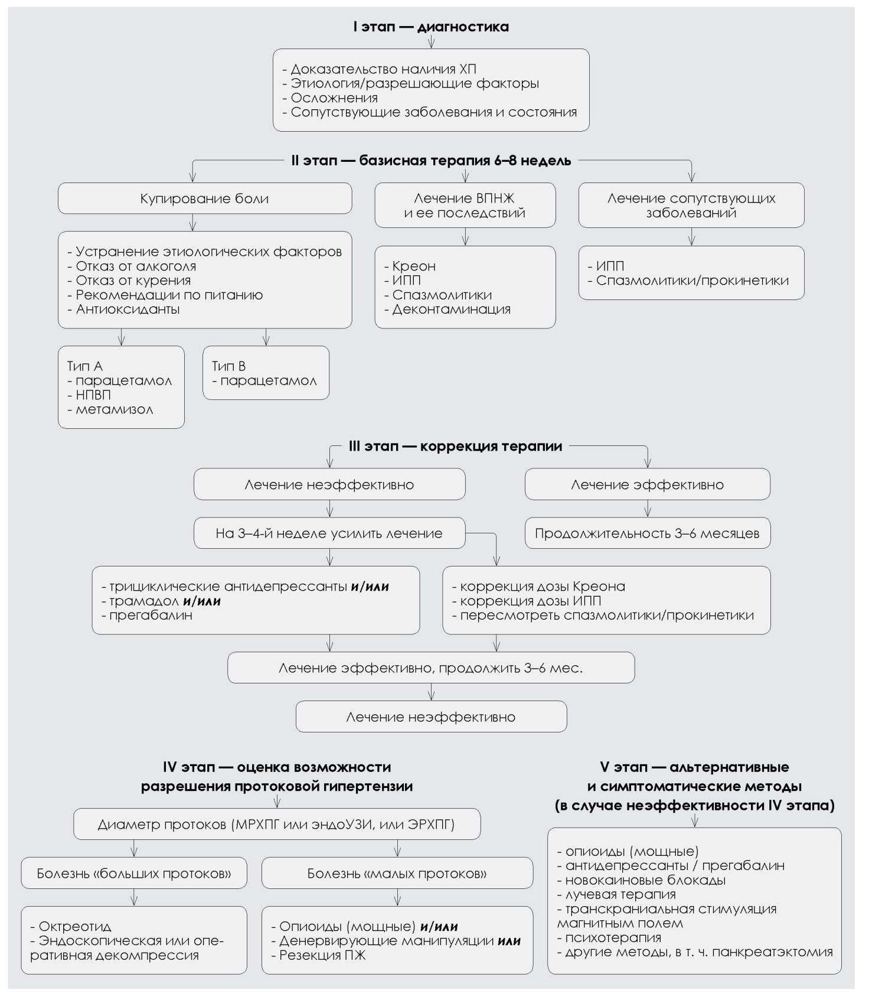 I этап — диагностика
- Доказательство наличия ХП
- Этиология/разрешающие факторы
- Осложнения
- Сопутствующие заболевания и состояния
II этап — базисная терапия 6–8 недель
Купирование боли
- Устранение этиологических факторов
- Отказ от алкоголя
- Отказ от курения
- Рекомендации по питанию
- Антиоксиданты
Тип А
- парацетамол
- НПВП
- метамизол
Тип В
- парацетамол
Лечение ВПНЖ
и ее последствий
- Креон
- ИПП
- Спазмолитики
- Деконтаминация
Лечение сопутствующих
заболеваний
- ИПП
- Спазмолитики/прокинетики
III этап — коррекция терапии
Лечение неэффективно
На 3–4-й неделе усилить лечение
Лечение эффективно
Продолжительность 3–6 месяцев
- трициклические антидепрессанты и/или
- трамадол и/или
- прегабалин
- коррекция дозы Креона
- коррекция дозы ИПП
- пересмотреть спазмолитики/прокинетики
Лечение эффективно, продолжить 3–6 мес.
Лечение неэффективно
IV этап — оценка возможности
разрешения протоковой гипертензии
Диаметр протоков (МРХПГ или эндоУЗИ, или ЭРХПГ)
Болезнь «больших протоков»
- Октреотид
- Эндоскопическая или опе-
ративная декомпрессия
Болезнь «малых протоков»
- Опиоиды (мощные) и/или
- Денервирующие манипуляции или
- Резекция ПЖ
V этап — альтернативные
и симптоматические методы
(в случае неэффективности IV этапа)
- опиоиды (мощные)
- антидепрессанты / прегабалин
- новокаиновые блокады
- лучевая терапия
- транскраниальная стимуляция
магнитным полем
- психотерапия
- другие методы, в т. ч. панкреатэктомия